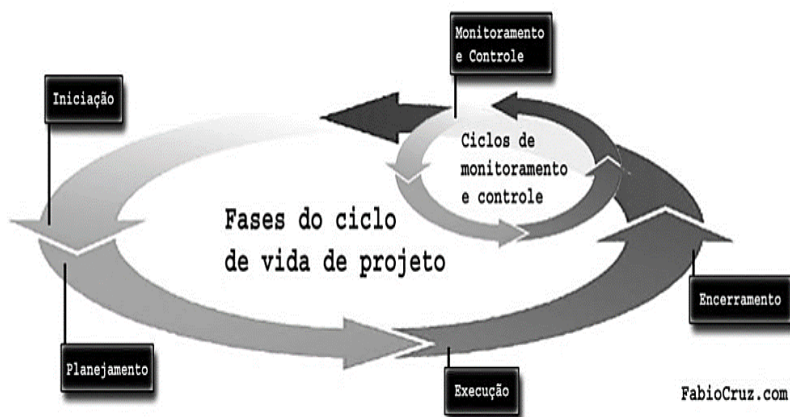 Monitoramento
e Controle
Iniciação
Ciclos de
monitoramento
e controle
Fases do ciclo
de vida de projeto
Encerramento
Planejamento
Execução
FabioCruz.com